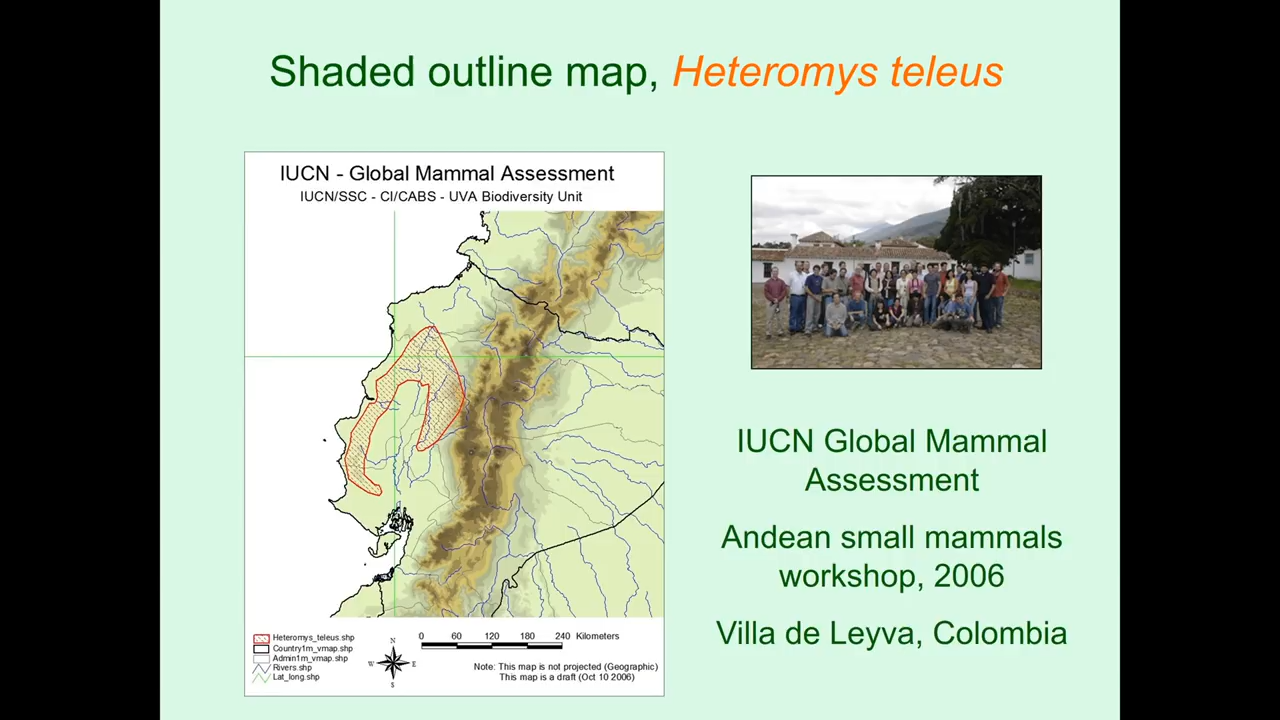 Shaded outline map, Heteromys teleus
IUCN - Global Mammal Assessment
IUCN/SSC - CI/CABS - UVA Biodiversity Unit
Heteromys_teleus.shp
Country1m_vmap.shp
Admin1m_vmap.shp
Rivers.shp
Lat_long.shp
N
W
E
S
0 60 120 180 240 Kilometers
Note: This map is not projected (Geographic)
This map is a draft (Oct 10 2006)
IUCN Global Mammal
Assessment
Andean small mammals
workshop, 2006
Villa de Leyva, Colombia